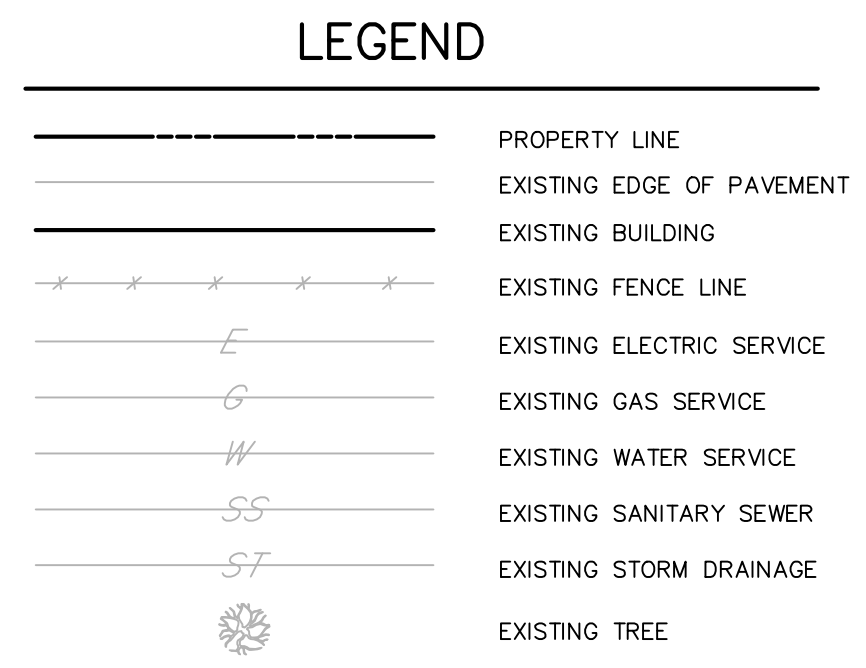 LEGEND
PROPERTY LINE
EXISTING EDGE OF PAVEMENT
EXISTING BUILDING
X X X X X EXISTING FENCE LINE
E EXISTING ELECTRIC SERVICE
G EXISTING GAS SERVICE
W EXISTING WATER SERVICE
SS EXISTING SANITARY SEWER
ST EXISTING STORM DRAINAGE
EXISTING TREE